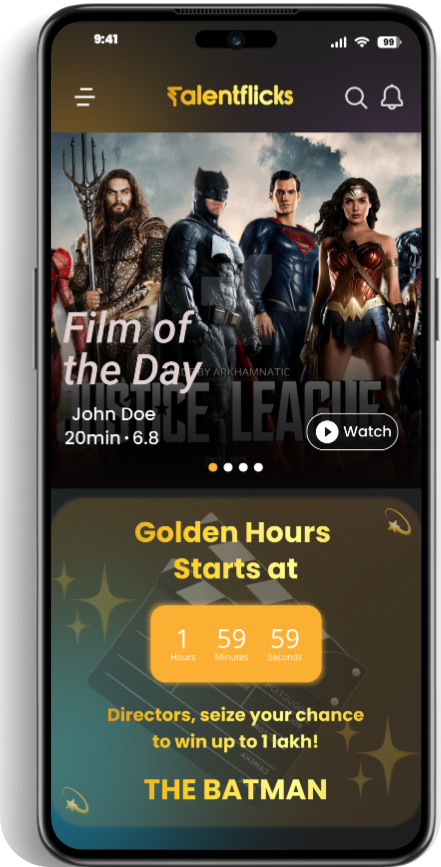 9:41
99
₹alentflicks
Film of
the Day
MADE BY ARKHAMNATIC
JUSTICE LEAGUE
John Doe
20min · 6.8
Watch
Golden Hours
Starts at
1 59 59
Hours Minutes Seconds
Directors, seize your chance
to win up to 1 lakh!
THE BATMAN